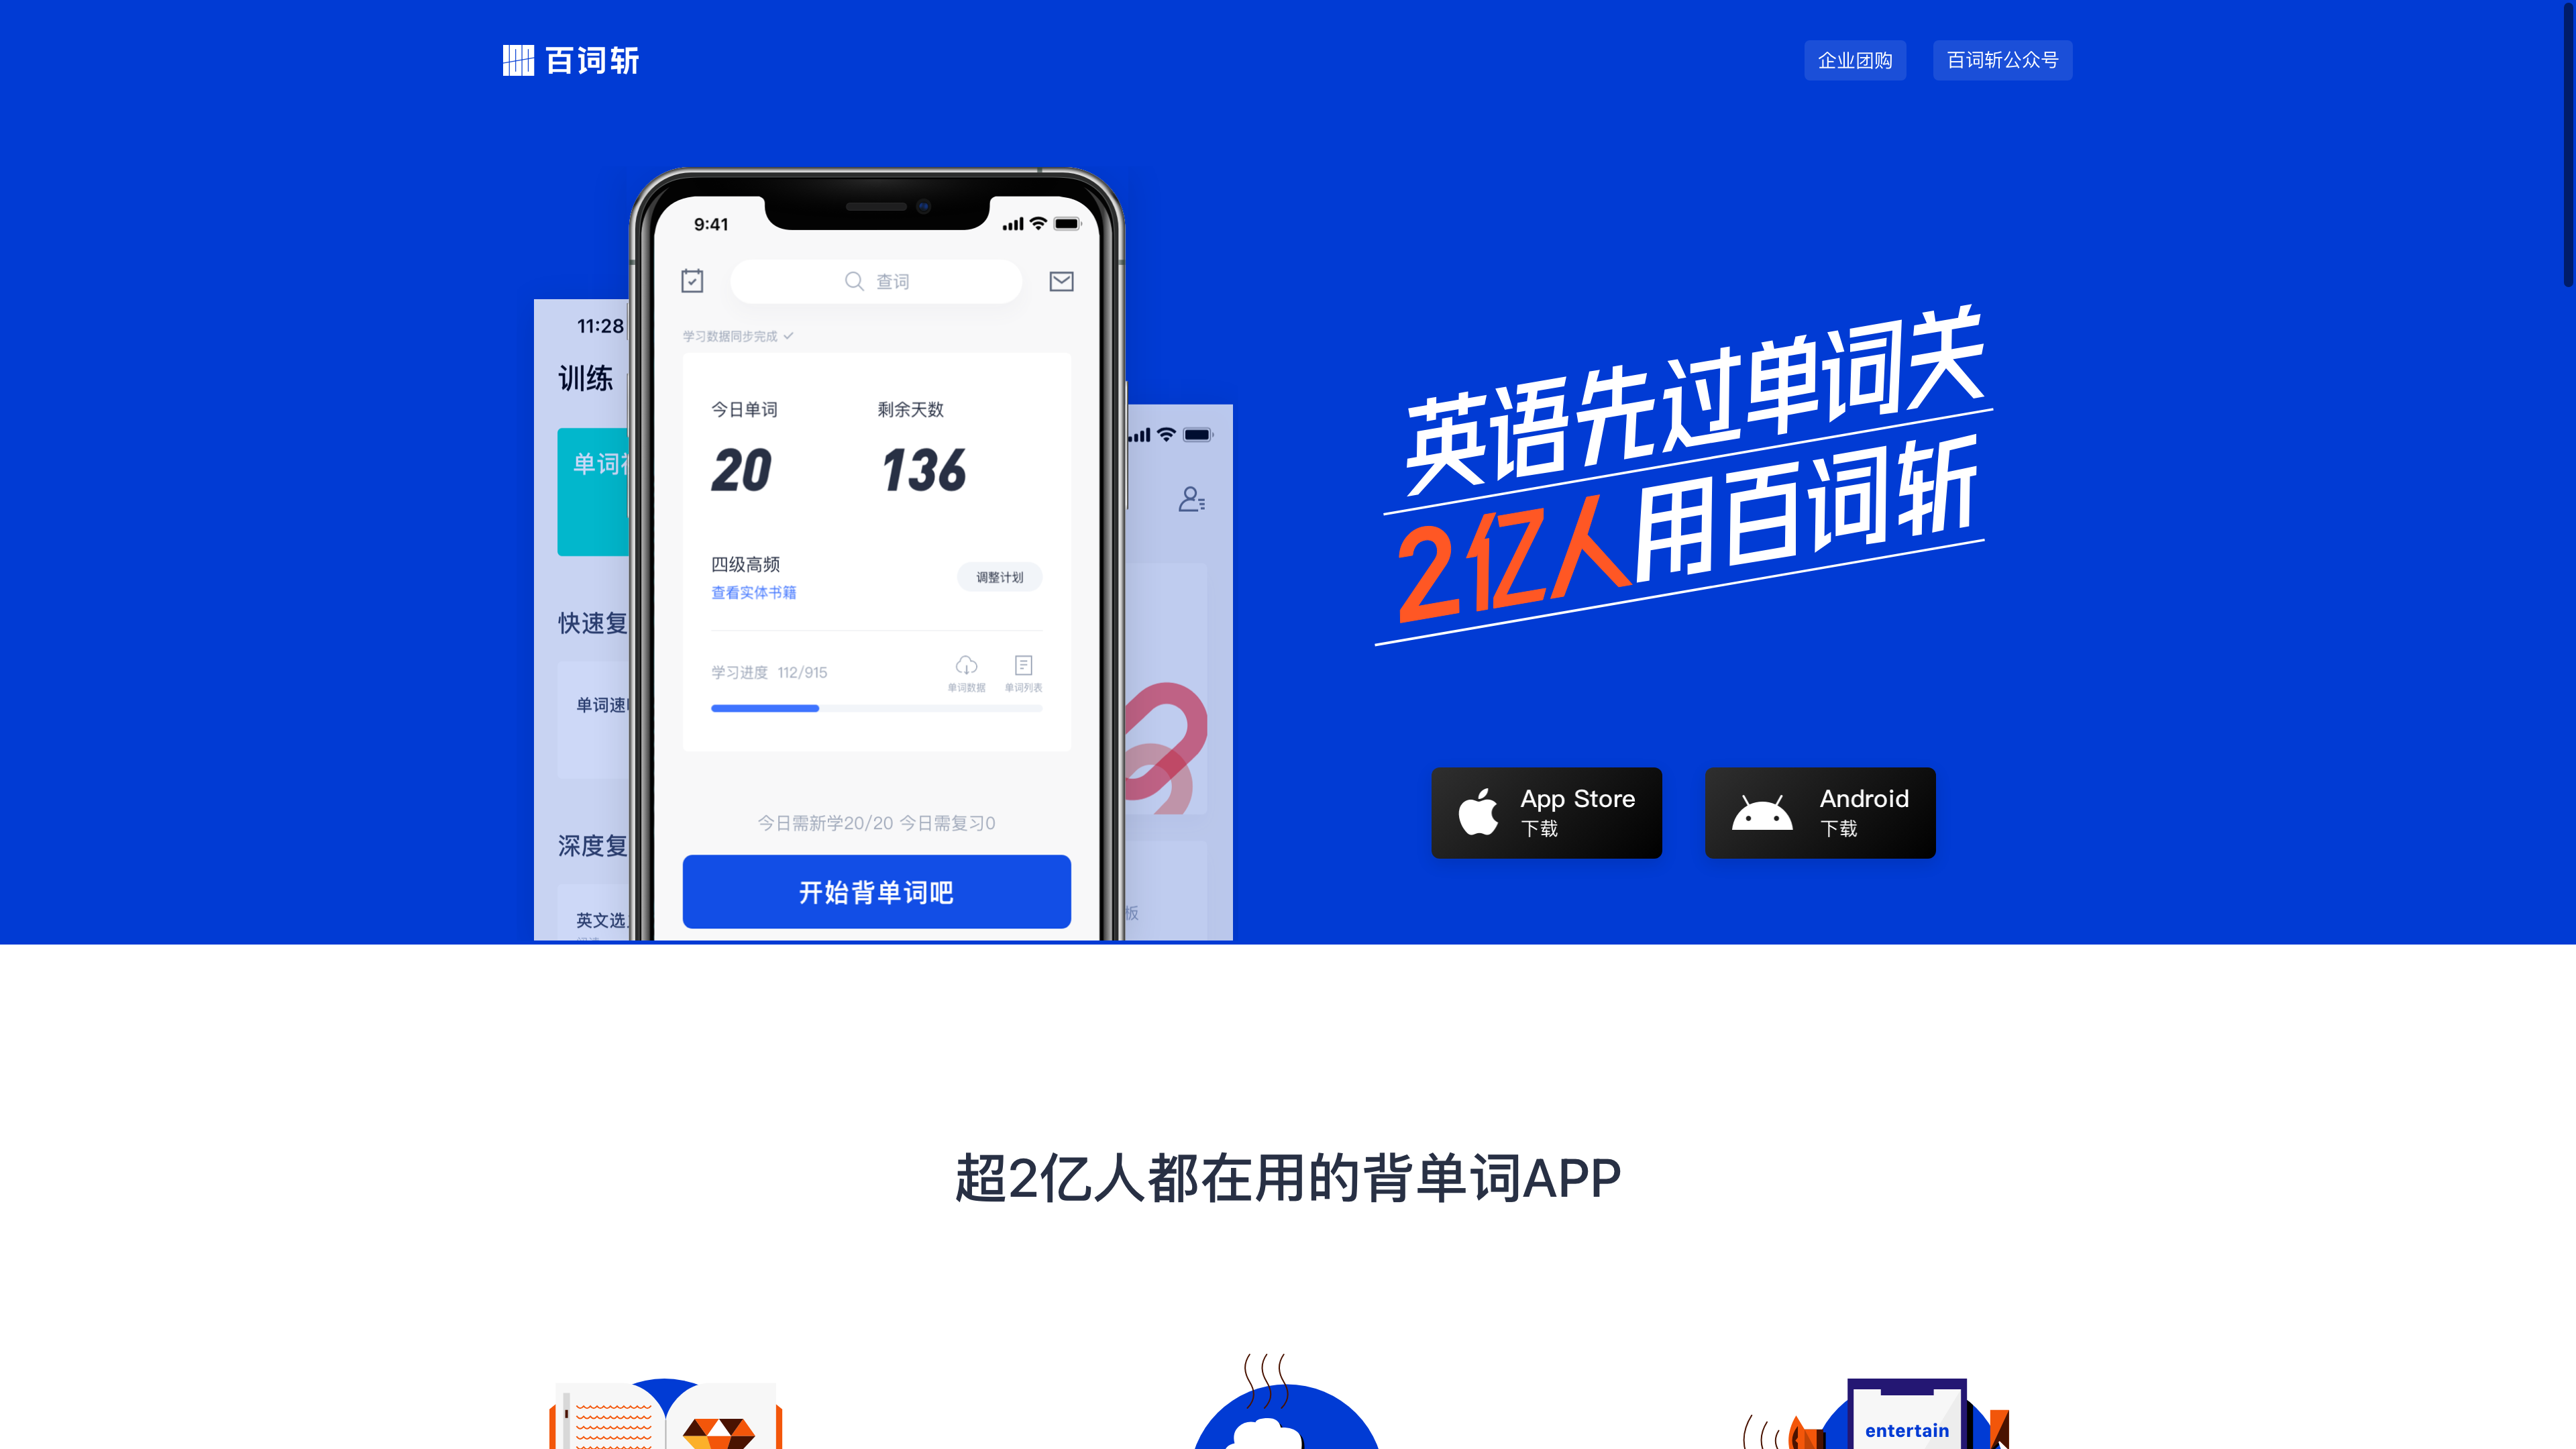 百词斩
企业团购
百词斩公众号
9:41
查词
学习数据同步完成
今日单词
剩余天数
20
136
四级高频
查看实体书籍
调整计划
学习进度 112/915
单词数据
单词列表
今日需新学20/20 今日需复习0
开始背单词吧
11:28
训练
单词
快速复
单词速
深度复
英文选
板
英语先过单词关
2亿人用百词斩
App Store
下载
Android
下载
超2亿人都在用的背单词APP
entertain